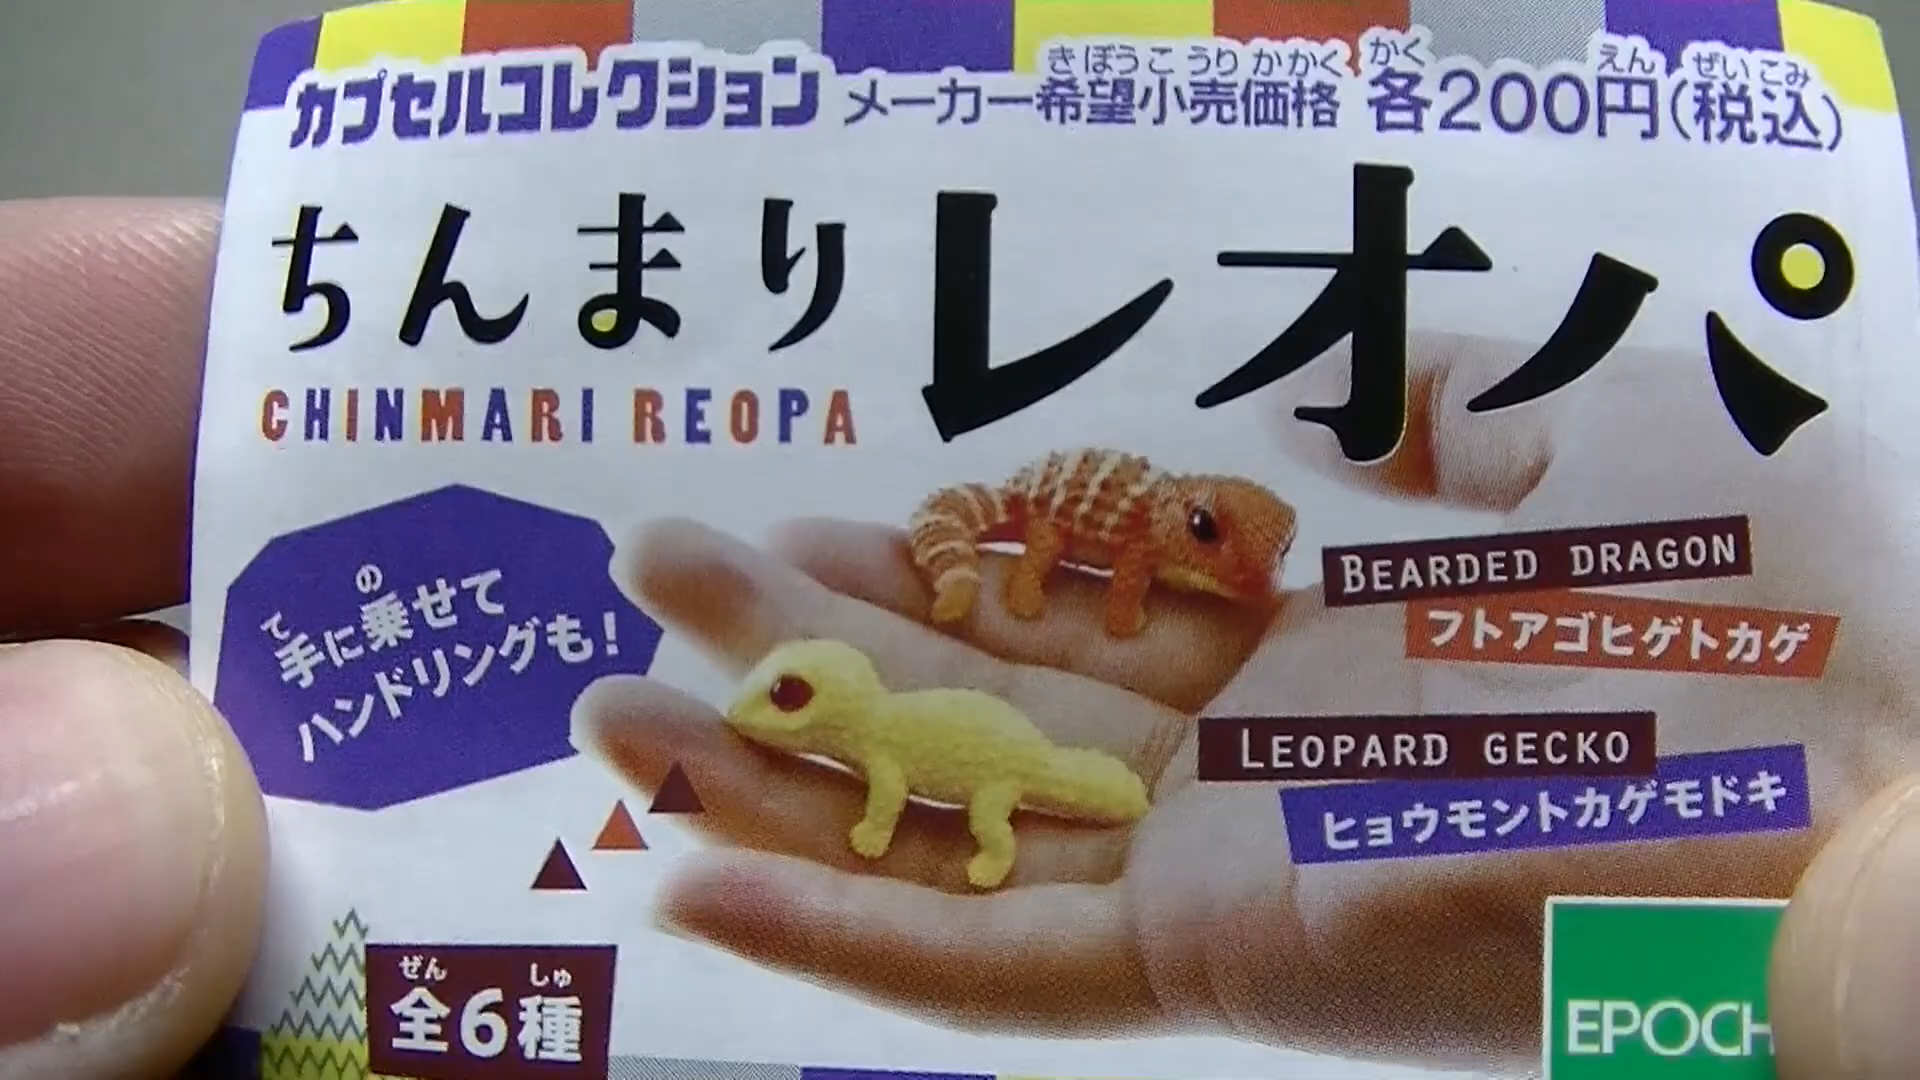 カプセルコレクション メーカー希望小売価格 各200円(税込)
きぼうこうりかかく かく えん ぜいこみ
ちんまり レオパ
CHINMARI REOPA
BEARDED DRAGON
フトアゴヒゲトカゲ
て の
手に乗せて
ハンドリングも!
LEOPARD GECKO
ヒョウモントカゲモドキ
ぜん しゅ
全6種
EPOCH